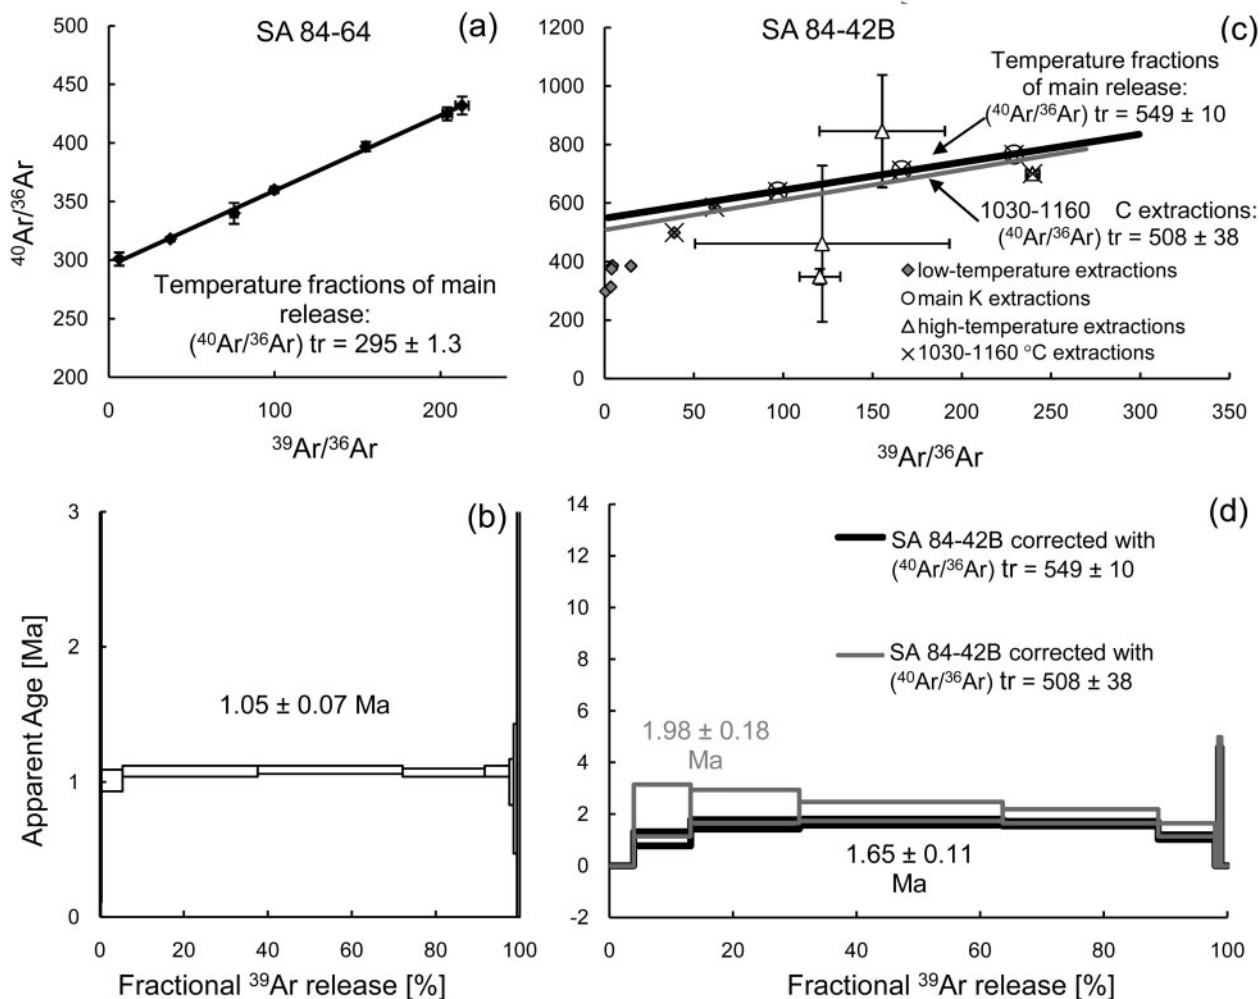 (a)
SA 84-64
500
450
400
350
300
250
200
⁴⁰Ar/³⁶Ar
Temperature fractions of main
release:
(⁴⁰Ar/³⁶Ar) tr = 295 ± 1.3
0
100
200
³⁹Ar/³⁶Ar
(c)
SA 84-42B
1200
1000
800
600
400
200
0
Temperature fractions
of main release:
(⁴⁰Ar/³⁶Ar) tr = 549 ± 10
1030-1160 C extractions:
(⁴⁰Ar/³⁶Ar) tr = 508 ± 38
low-temperature extractions
main K extractions
high-temperature extractions
1030-1160 °C extractions
0
50
100
150
200
250
300
350
³⁹Ar/³⁶Ar
(b)
3
2
1
0
Apparent Age [Ma]
1.05 ± 0.07 Ma
0
20
40
60
80
100
Fractional ³⁹Ar release [%]
(d)
14
12
10
8
6
4
2
0
-2
SA 84-42B corrected with
(⁴⁰Ar/³⁶Ar) tr = 549 ± 10
SA 84-42B corrected with
(⁴⁰Ar/³⁶Ar) tr = 508 ± 38
1.98 ± 0.18
Ma
1.65 ± 0.11
Ma
0
20
40
60
80
100
Fractional ³⁹Ar release [%]